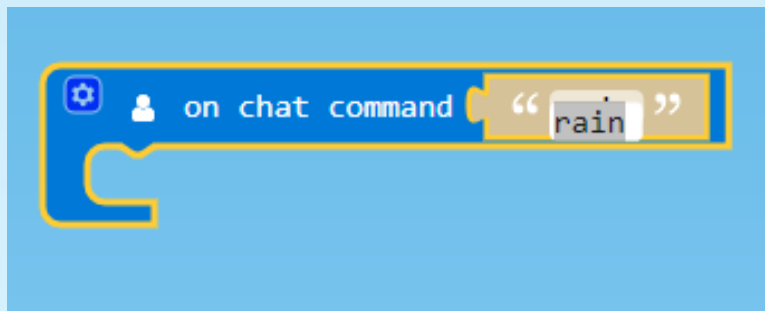 on chat command “ rain ”